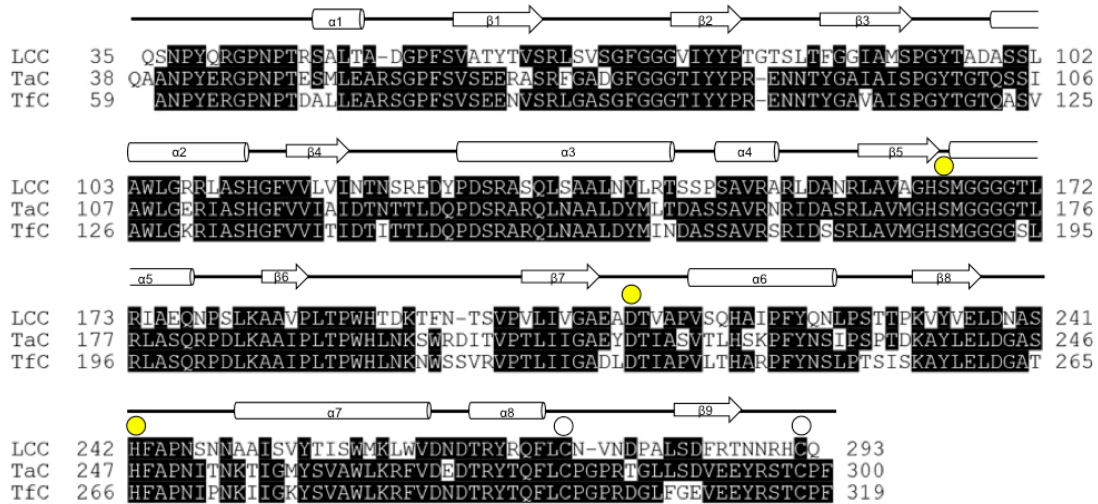 α1 β1 β2 β3
LCC 35 QSNPYQRGPNPTRSALTA-DGPFSVATYTVSRLSVSGFGGGVIYYPTGTSLTFGGIAMSPGYTADASSL 102
TaC 38 QAANPYERGPNPTESMLEARSGPFSVSEERASRFGADGFGGGTIYYPR-ENNTYGAIAISPGYTGTQSSI 106
TfC 59 ANPYERGPNPTDALLEARSGPFSVSEENVSRLGASGFGGGTIYYPR-ENNTYGAVAISPGYTGTQASV 125
α2 β4 α3 α4 β5
LCC 103 AWLGRRLASHGFVVLVINTNSRFDYPDSRASQLSAALNYLRTSSPSAVRARLDANRLAVAGHSMGGGGTL 172
TaC 107 AWLGERIASHGFVVIAIDTNTTLDQPDSRARQLNAALDYMLTDASSAVRNRIDASRLAVMGHSMGGGGTL 176
TfC 126 AWLGKRIASHGFVVITIDTITTLDQPDSRARQLNAALDYMINDASSAVRSRIDSSRLAVMGHSMGGGGSL 195
α5 β6 β7 α6 β8
LCC 173 RIAEQNPSLKAAVPLTPWHTDKTFN-TSVPVLIVGAEADTVAPVSQHAIPFYQNLPSTTPKVYVELDNAS 241
TaC 177 RLASQRPDLKAAIPLTPWHLNKSWRDITVPTLIIGAEYDTIASVTLHSKPFYNSIPSPTDKAYLELDGAS 246
TfC 196 RLASQRPDLKAAIPLTPWHLNKNWSSVRVPTLIIGADLDTIAPVLTHARPFYNSLPTSISKAYLELDGAT 265
α7 α8 β9
LCC 242 HFAPNSNNAAISVYTISWMKLWVDNDTRYRQFLCN-VNDPALSDFRTNNRHCQ 293
TaC 247 HFAPNITNKTIGMYSVAWLKRFVDEDTRYTQFLCPGPRTGLLSDVEEYRSTCPF 300
TfC 266 HFAPNIPNKIIGKYSVAWLKRFVDNDTRYTQFLCPGPRDGLFGEVEEYRSTCPF 319